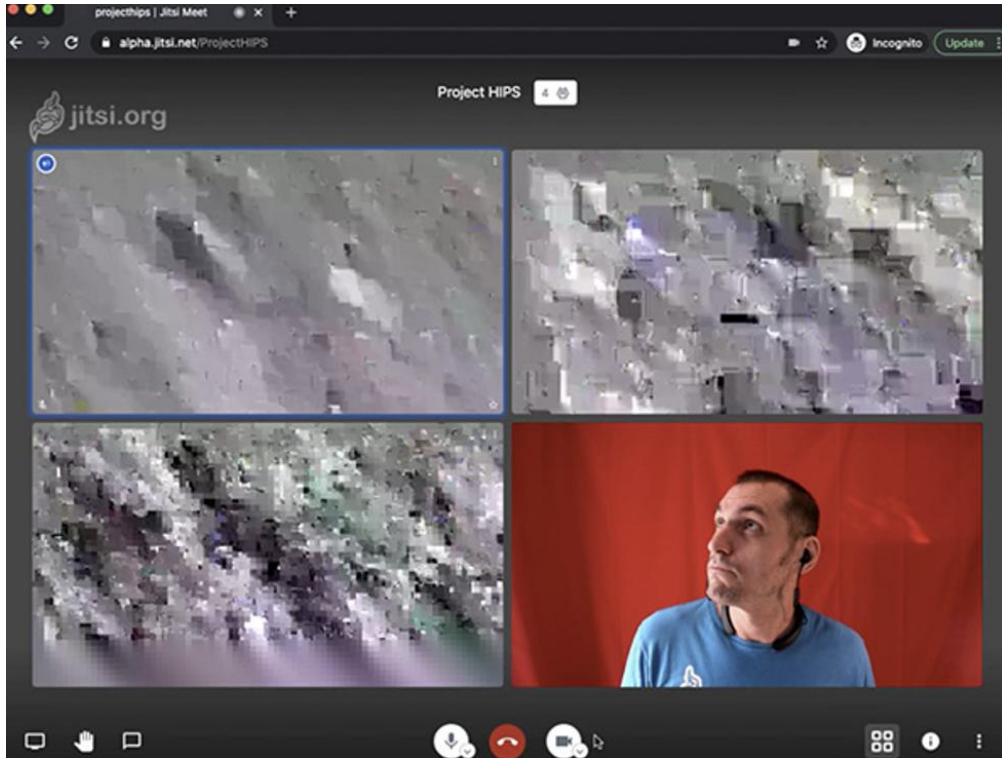 projecthips | Jitsi Meet
alpha.jitsi.net/ProjectHIPS
Incognito
Update
Project HIPS
4
jitsi.org